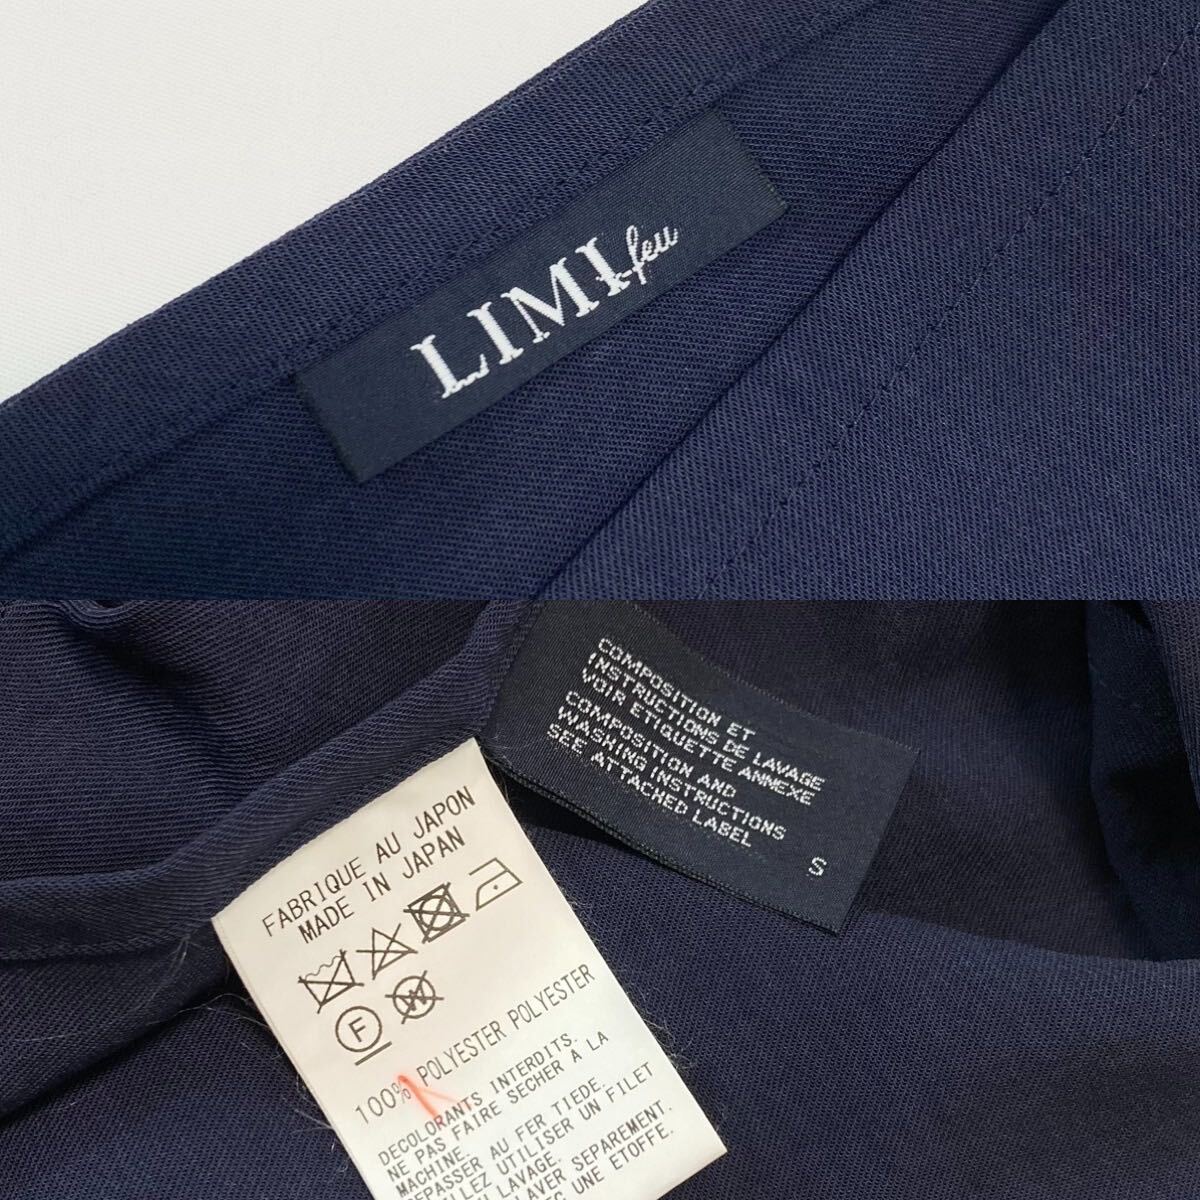 LIMI feu
COMPOSITION ET
INSTRUCTIONS DE LAVAGE
VOIR ETIQUETTE ANNEXE
COMPOSITION AND
WASHING INSTRUCTIONS
SEE ATTACHED LABEL
S
FABRIQUE AU JAPON
MADE IN JAPAN
F
W
100% POLYESTER POLYESTER
DECOLORANTS INTERDITS.
NE PAS FAIRE SECHER A LA
MACHINE.
REPASSER AU FER TIEDE.
UTILISER UN FILET
LAVAGE.
LAVER SEPAREMENT.
UNE ETOFFE.